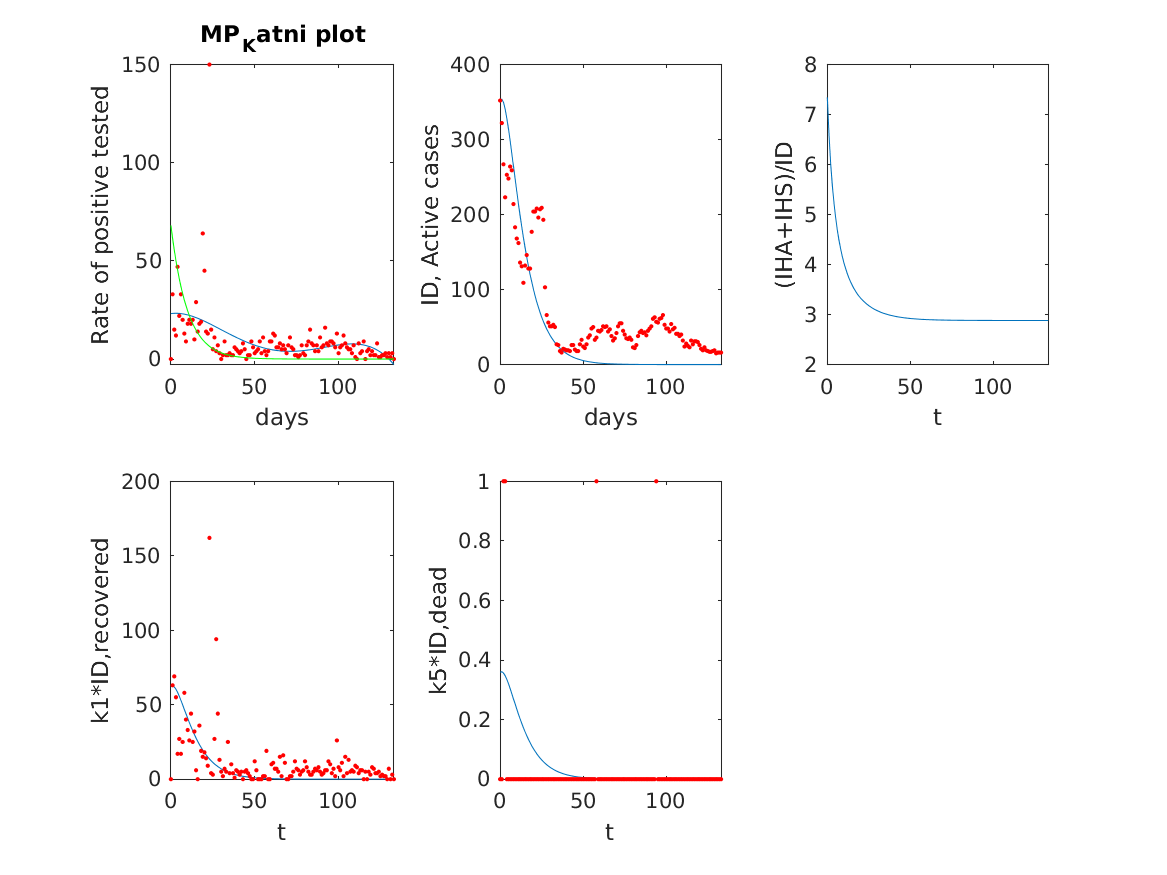 MP_Katni plot
150
100
50
0
Rate of positive tested
0 50 100
days
400
300
200
100
0
ID, Active cases
0 50 100
days
8
7
6
5
4
3
2
(IHA+IHS)/ID
0 50 100
t
200
150
100
50
0
k1*ID,recovered
0 50 100
t
1
0.8
0.6
0.4
0.2
0
k5*ID,dead
0 50 100
t